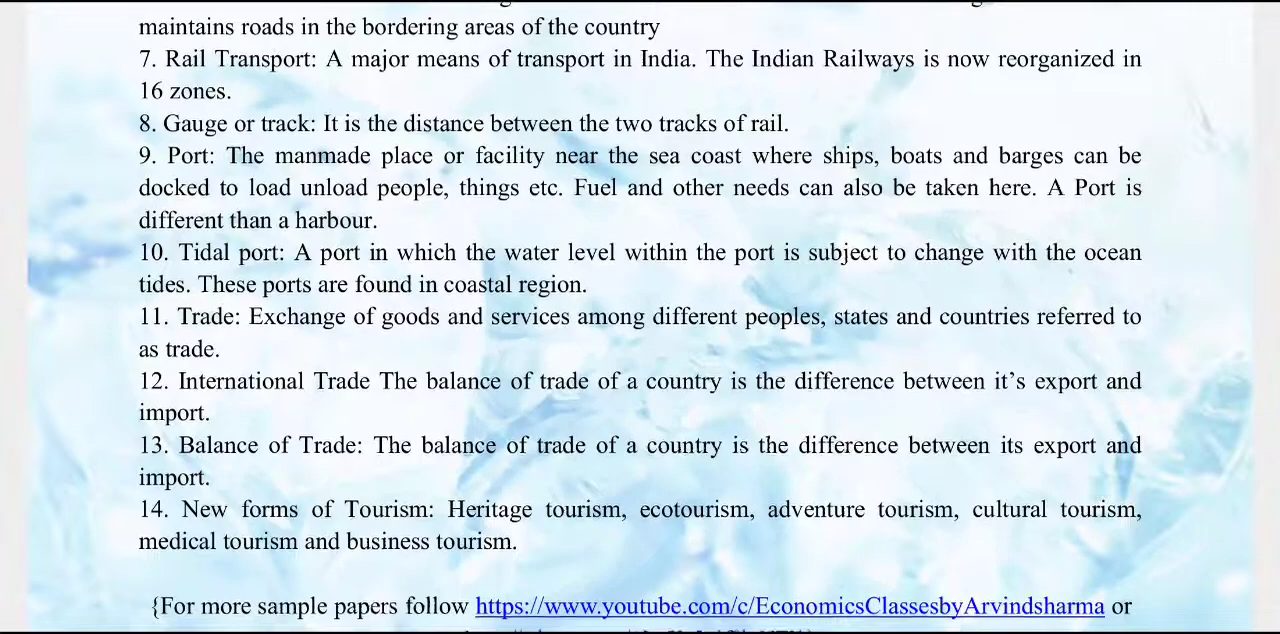 maintains roads in the bordering areas of the country
7. Rail Transport: A major means of transport in India. The Indian Railways is now reorganized in
16 zones.
8. Gauge or track: It is the distance between the two tracks of rail.
9. Port: The manmade place or facility near the sea coast where ships, boats and barges can be
docked to load unload people, things etc. Fuel and other needs can also be taken here. A Port is
different than a harbour.
10. Tidal port: A port in which the water level within the port is subject to change with the ocean
tides. These ports are found in coastal region.
11. Trade: Exchange of goods and services among different peoples, states and countries referred to
as trade.
12. International Trade The balance of trade of a country is the difference between it’s export and
import.
13. Balance of Trade: The balance of trade of a country is the difference between its export and
import.
14. New forms of Tourism: Heritage tourism, ecotourism, adventure tourism, cultural tourism,
medical tourism and business tourism.
{For more sample papers follow https://www.youtube.com/c/EconomicsClassesbyArvindsharma or